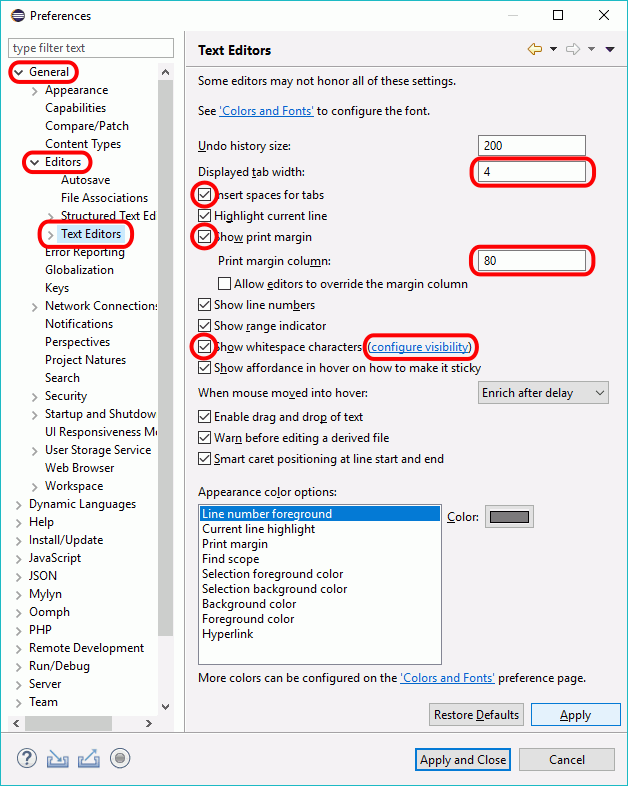 Preferences
type filter text
General
Appearance
Capabilities
Compare/Patch
Content Types
Editors
Autosave
File Associations
Structured Text Ed
Text Editors
Error Reporting
Globalization
Keys
Network Connections
Notifications
Perspectives
Project Natures
Search
Security
Startup and Shutdow
UI Responsiveness Mo
User Storage Service
Web Browser
Workspace
Dynamic Languages
Help
Install/Update
JavaScript
JSON
Mylyn
Oomph
PHP
Remote Development
Run/Debug
Server
Team
Text Editors
Some editors may not honor all of these settings.
See 'Colors and Fonts' to configure the font.
Undo history size: 200
Displayed tab width: 4
Insert spaces for tabs
Highlight current line
Show print margin
Print margin column: 80
Allow editors to override the margin column
Show line numbers
Show range indicator
Show whitespace characters (configure visibility)
Show affordance in hover on how to make it sticky
When mouse moved into hover: Enrich after delay
Enable drag and drop of text
Warn before editing a derived file
Smart caret positioning at line start and end
Appearance color options:
Line number foreground
Current line highlight
Print margin
Find scope
Selection foreground color
Selection background color
Background color
Foreground color
Hyperlink
Color:
More colors can be configured on the 'Colors and Fonts' preference page.
Restore Defaults Apply
? Apply and Close Cancel